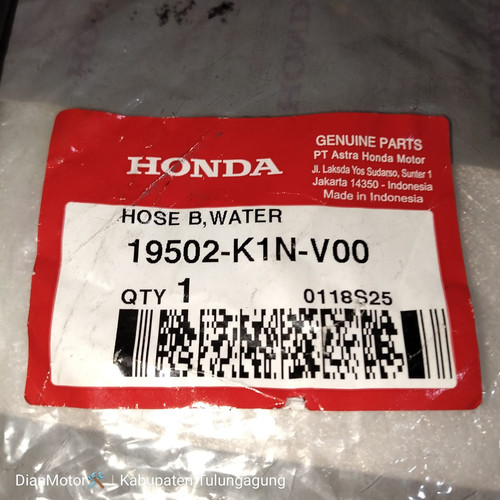 HONDA
GENUINE PARTS
PT Astra Honda Motor
Jl. Laksda Yos Sudarso, Sunter 1
Jakarta 14350 - Indonesia
Made in Indonesia
HOSE B,WATER
19502-K1N-V00
QTY 1 0118S25
DianMotor | Kabupaten Tulungagung